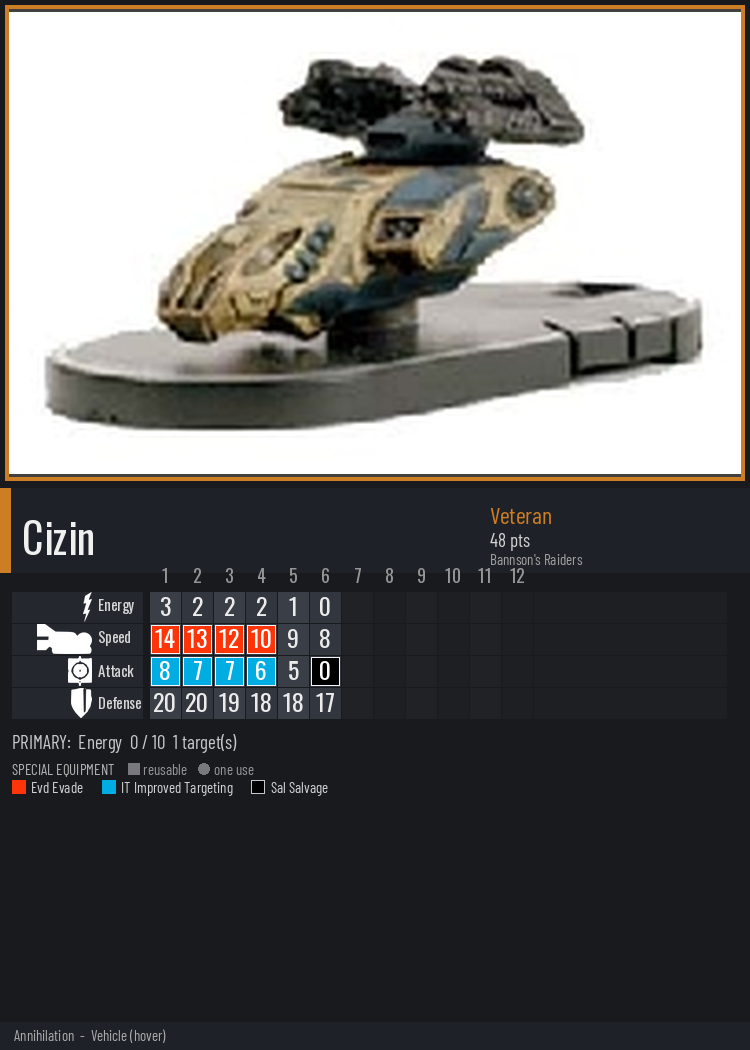 Cizin
Veteran
48 pts
Bannson's Raiders
1 2 3 4 5 6 7 8 9 10 11 12
Energy 3 2 2 2 1 0
Speed 14 13 12 10 9 8
Attack 8 7 7 6 5 0
Defense 20 20 19 18 18 17
PRIMARY: Energy 0 / 10 1 target(s)
SPECIAL EQUIPMENT reusable one use
Evd Evade IT Improved Targeting Sal Salvage
Annihilation - Vehicle (hover)